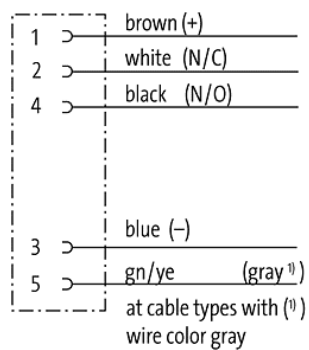 1 brown (+)
2 white (N/C)
4 black (N/O)
3 blue (–)
5 gn/ye (gray ¹⁾)
at cable types with (¹⁾)
wire color gray